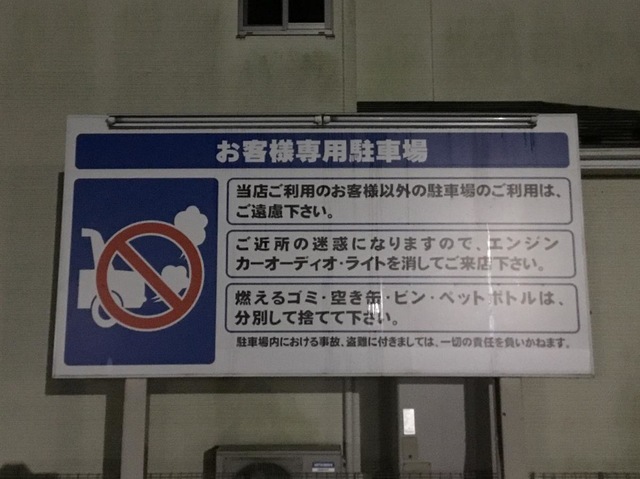 お客様専用駐車場
当店ご利用のお客様以外の駐車場のご利用は、
ご遠慮下さい。
ご近所の迷惑になりますので、エンジン
カーオーディオ・ライトを消してご来店下さい。
燃えるゴミ・空き缶・ビン・ペットボトルは、
分別して捨てて下さい。
駐車場内における事故、盗難に付きましては、一切の責任を負いかねます。